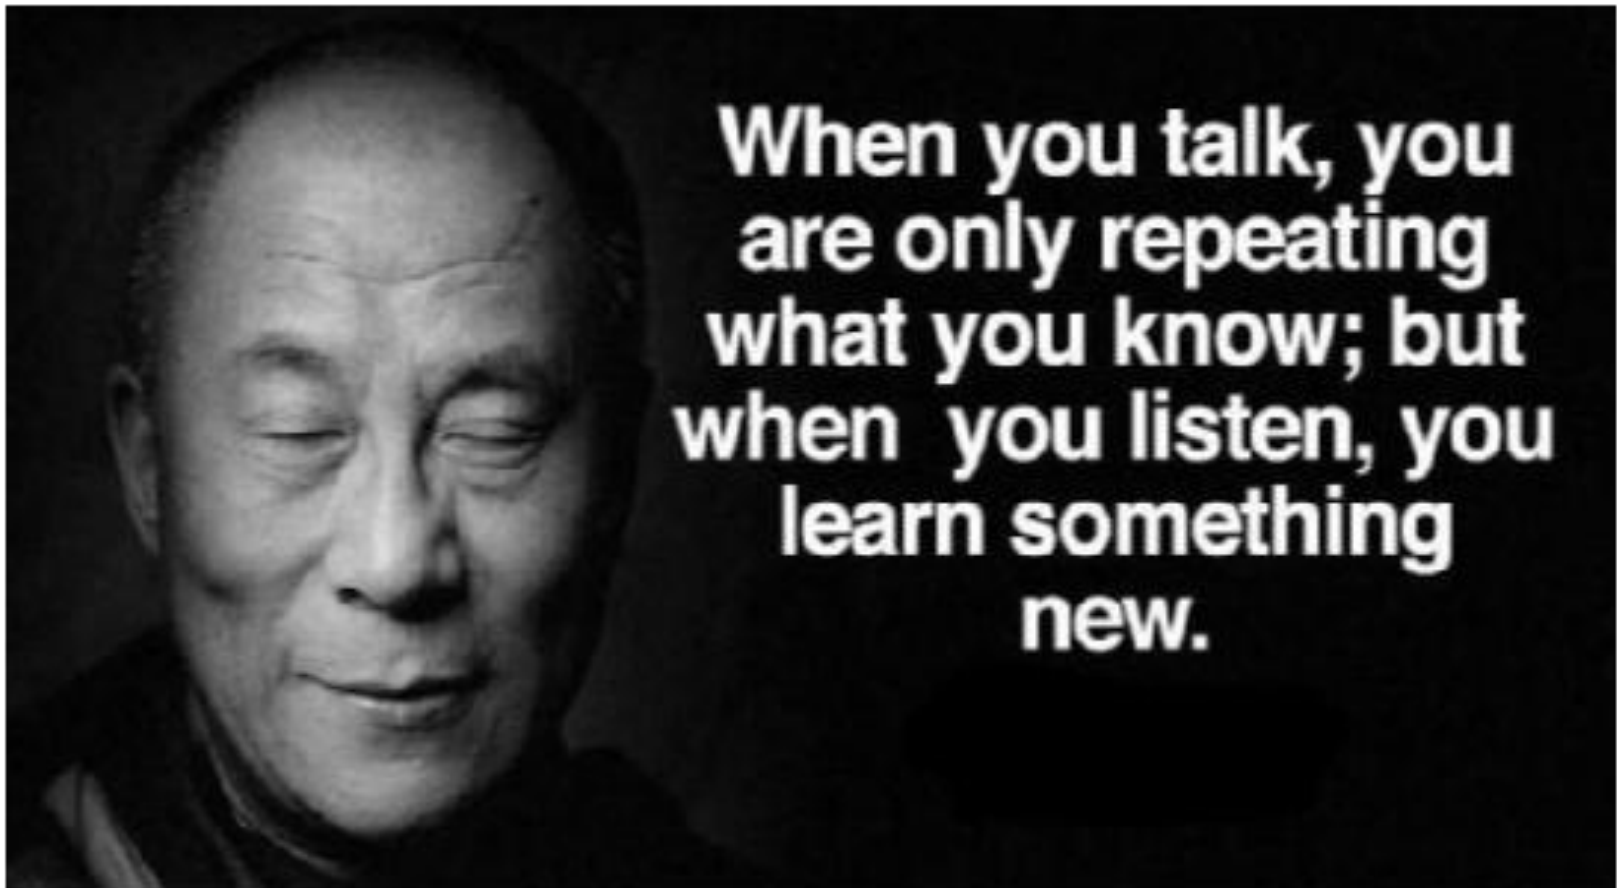 When you talk, you
are only repeating
what you know; but
when  you listen, you
learn something
new.